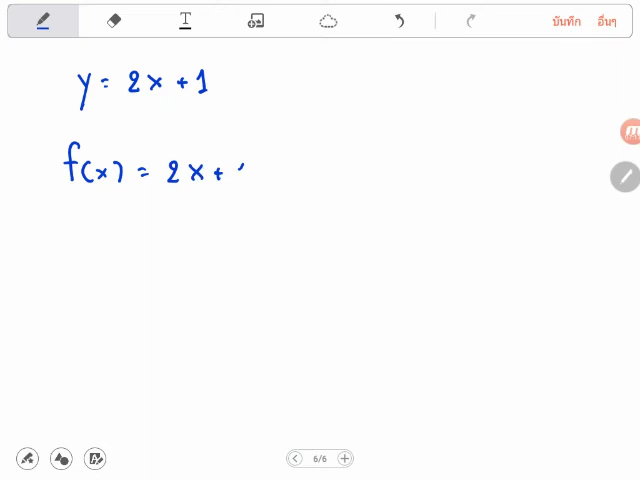 บันทึก อื่นๆ
y = 2x + 1
f(x) = 2x +
6/6